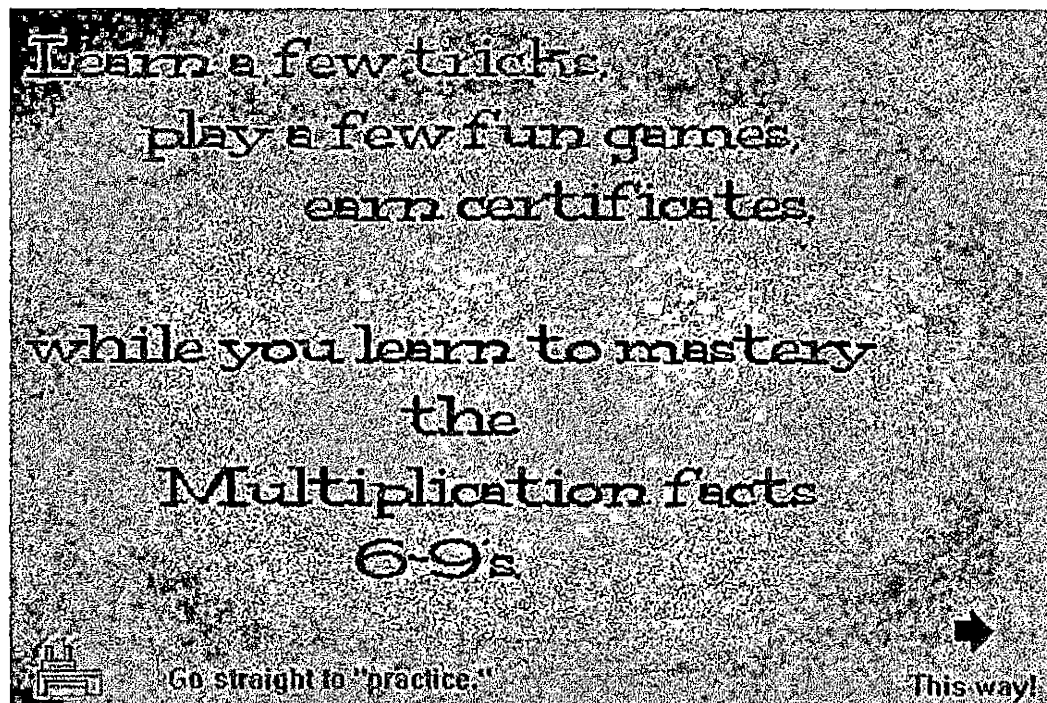 Learn a few tricks,
play a few fun games,
earn certificates,
while you learn to mastery
the
Multiplication facts
6-9's
Go straight to "practice."
This way!